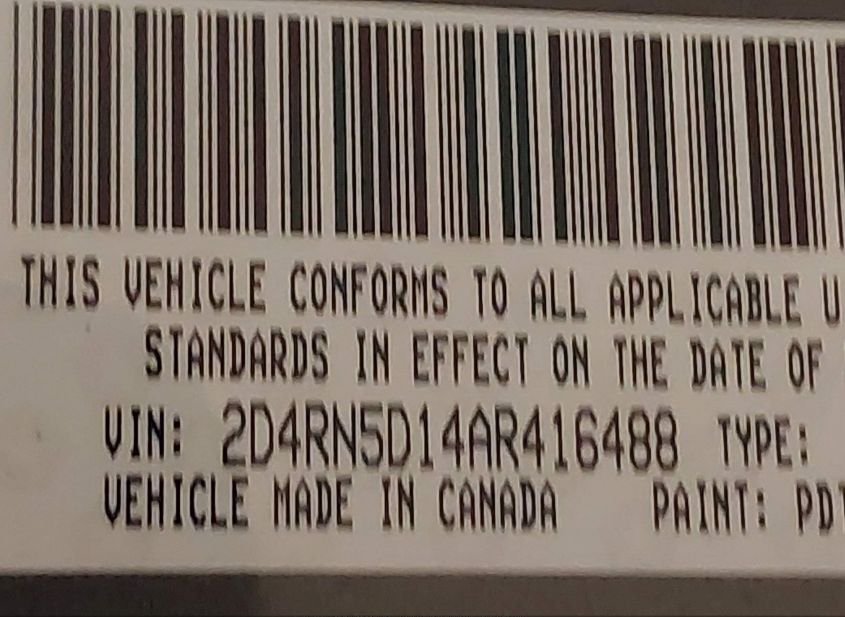 THIS VEHICLE CONFORMS TO ALL APPLICABLE U
STANDARDS IN EFFECT ON THE DATE OF
VIN: 2D4RN5D14AR416488 TYPE:
VEHICLE MADE IN CANADA PAINT: PD